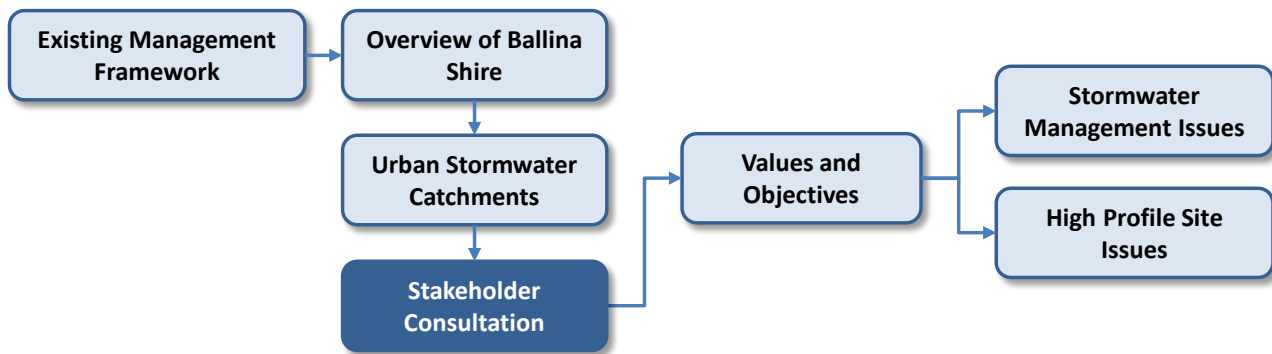 Existing Management
Framework
Overview of Ballina
Shire
Urban Stormwater
Catchments
Stakeholder
Consultation
Values and
Objectives
Stormwater
Management Issues
High Profile Site
Issues